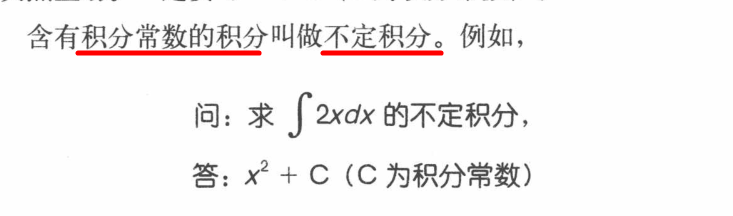 含有积分常数的积分叫做不定积分。例如，
问：求 ∫2xdx 的不定积分，
答：x² + C（C 为积分常数）